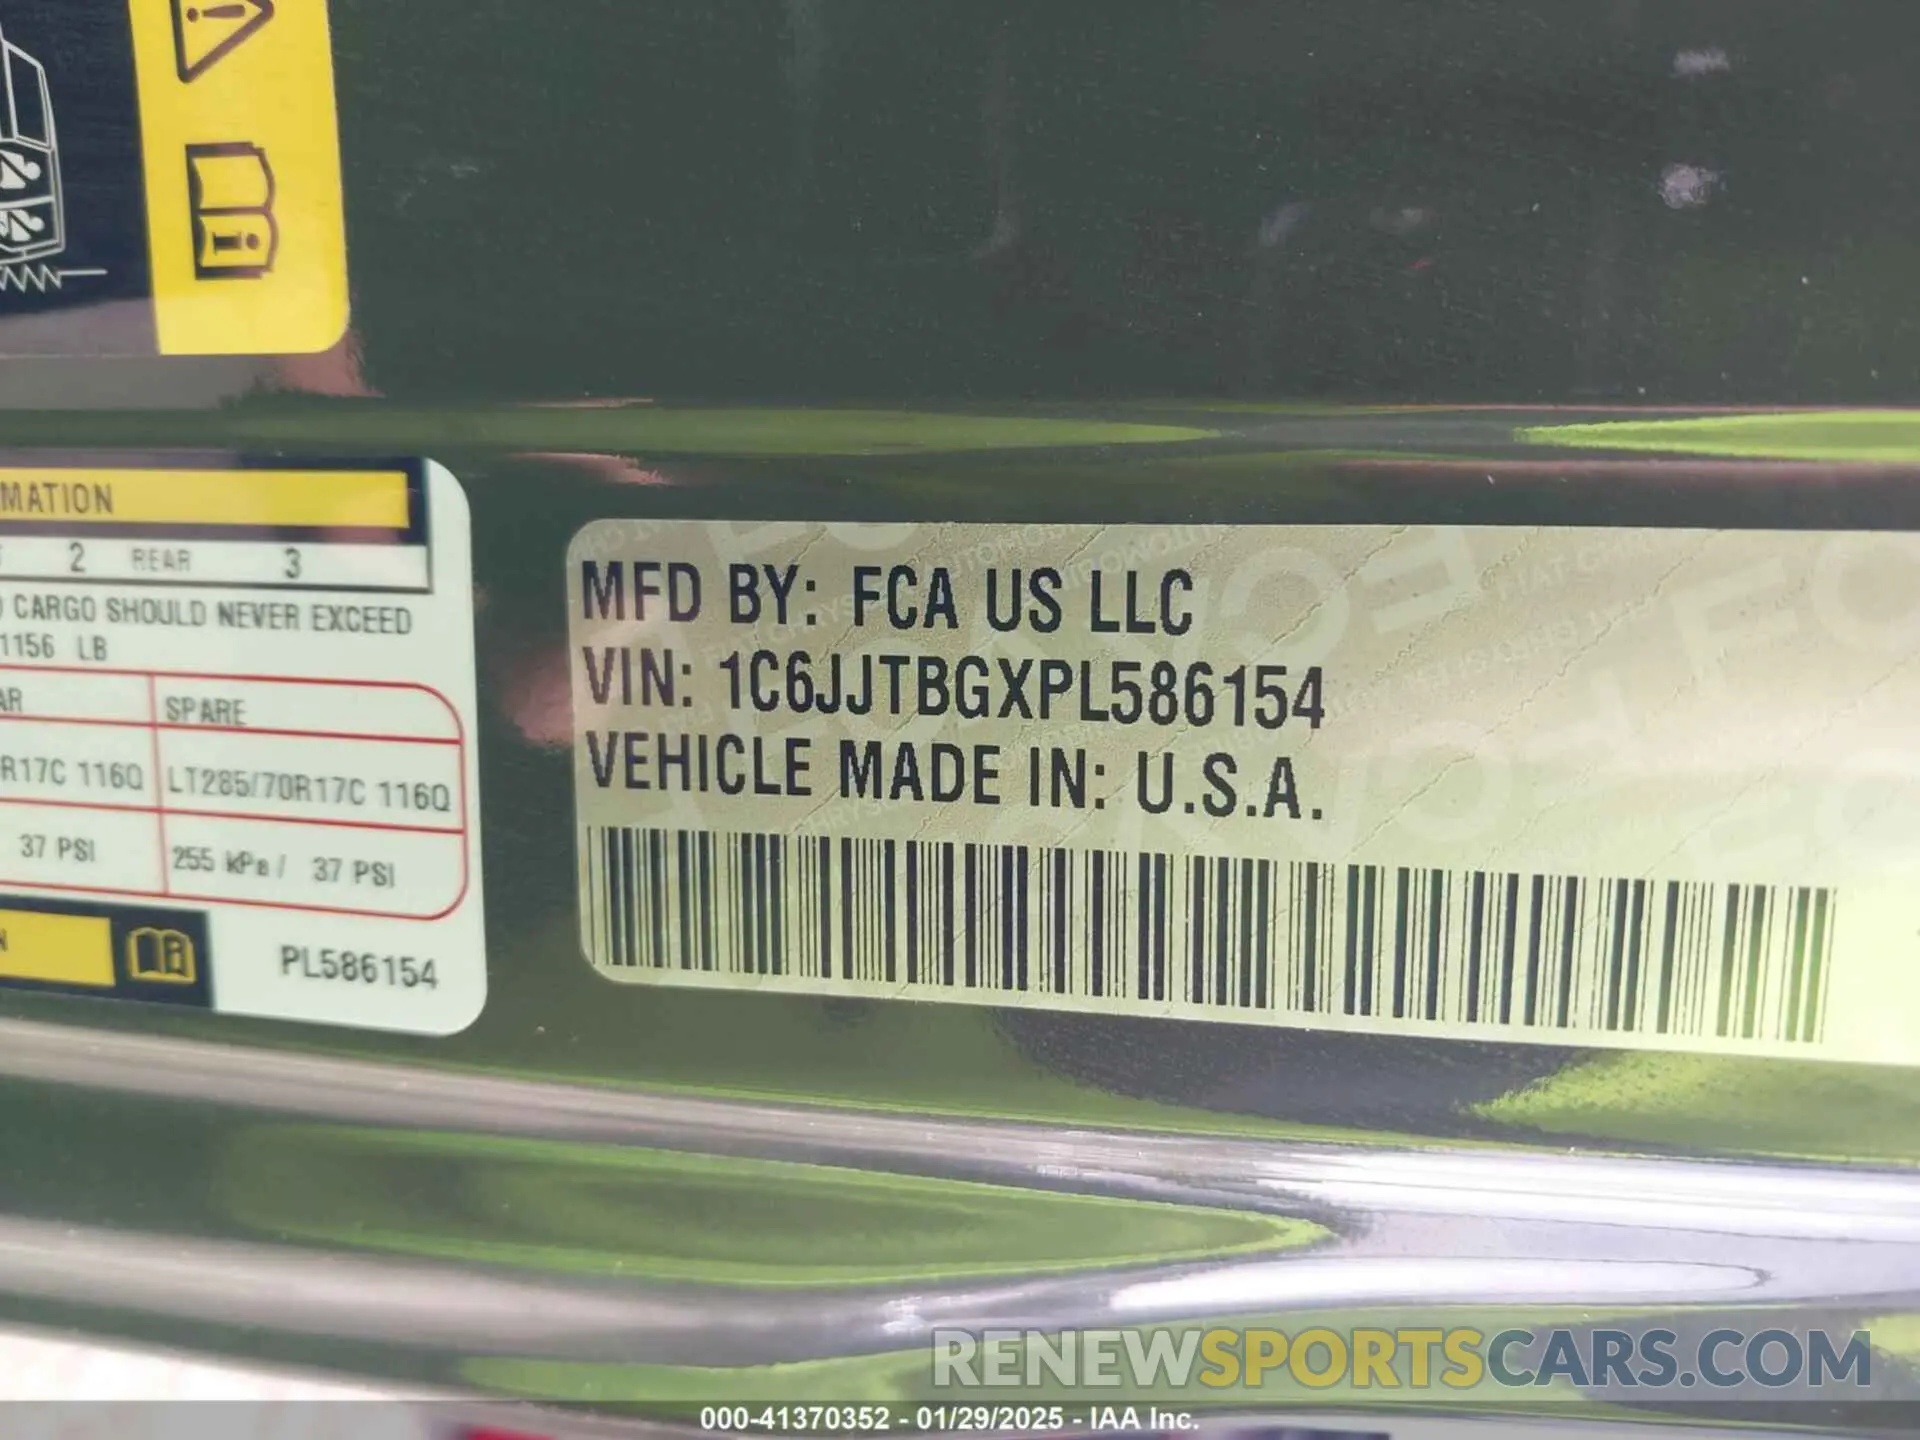 MATION
2 REAR 3
CARGO SHOULD NEVER EXCEED
1156 LB
AR SPARE
R17C 116Q LT285/70R17C 116Q
37 PSI 255 kPa / 37 PSI
N
PL586154
MFD BY: FCA US LLC
VIN: 1C6JJTBGXPL586154
VEHICLE MADE IN: U.S.A.
RENEWSPORTSCARS.COM
000-41370352 - 01/29/2025 - IAA Inc.